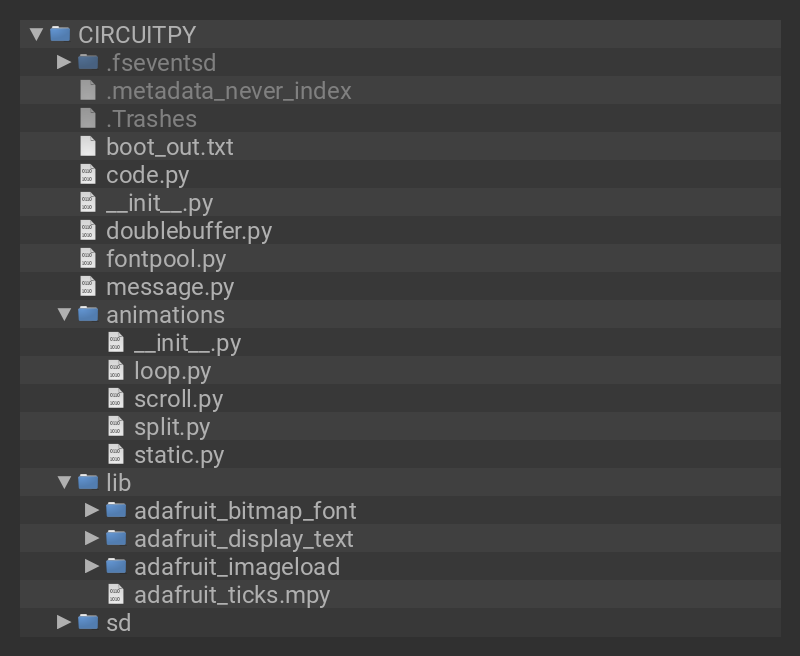 CIRCUITPY
.fseventsd
.metadata_never_index
.Trashes
boot_out.txt
code.py
__init__.py
doublebuffer.py
fontpool.py
message.py
animations
__init__.py
loop.py
scroll.py
split.py
static.py
lib
adafruit_bitmap_font
adafruit_display_text
adafruit_imageload
adafruit_ticks.mpy
sd